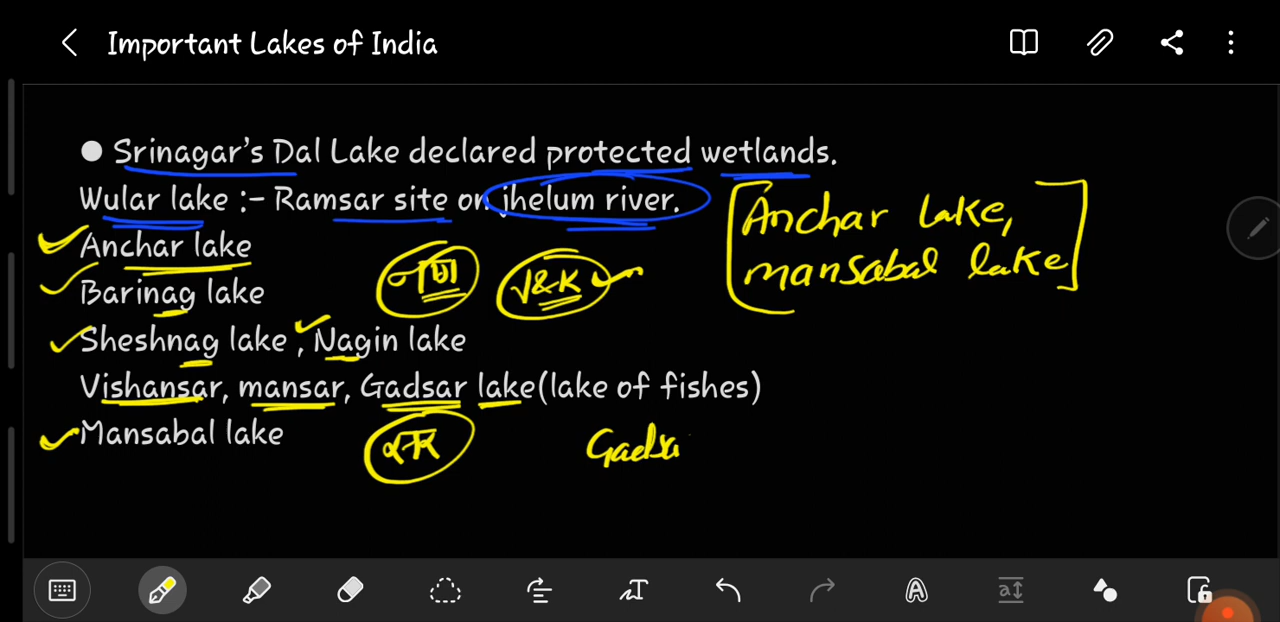 Important Lakes of India
● Srinagar's Dal Lake declared protected wetlands.
Wular lake :- Ramsar site on jhelum river.
Anchar lake
Barinag lake
Sheshnag lake , Nagin lake
Vishansar, mansar, Gadsar lake(lake of fishes)
Mansabal lake
नाग
J&K
Anchar lake,
mansabal lake
सर
Gadsa